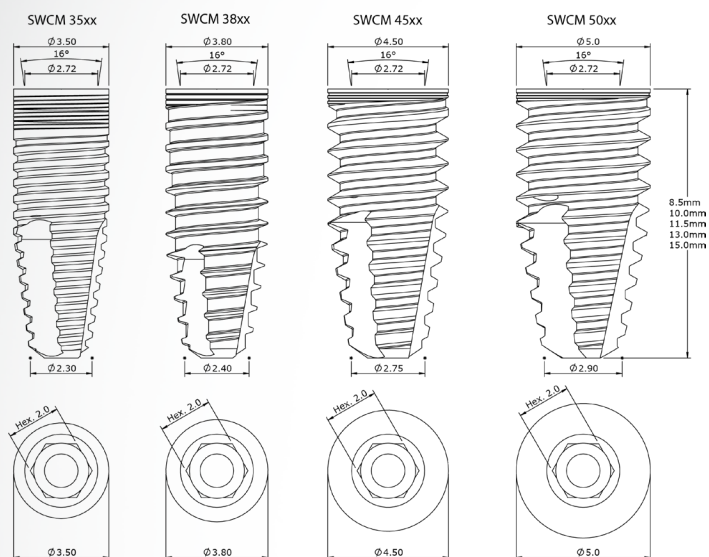 SWCM 35xx SWCM 38xx SWCM 45xx SWCM 50xx
Ø3.50 Ø3.80 Ø4.50 Ø5.0
16° 16° 16° 16°
Ø2.72 Ø2.72 Ø2.72 Ø2.72
8.5mm
10.0mm
11.5mm
13.0mm
15.0mm
Ø2.30 Ø2.40 Ø2.75 Ø2.90
Hex. 2.0 Hex. 2.0 Hex. 2.0 Hex. 2.0
Ø3.50 Ø3.80 Ø4.50 Ø5.0